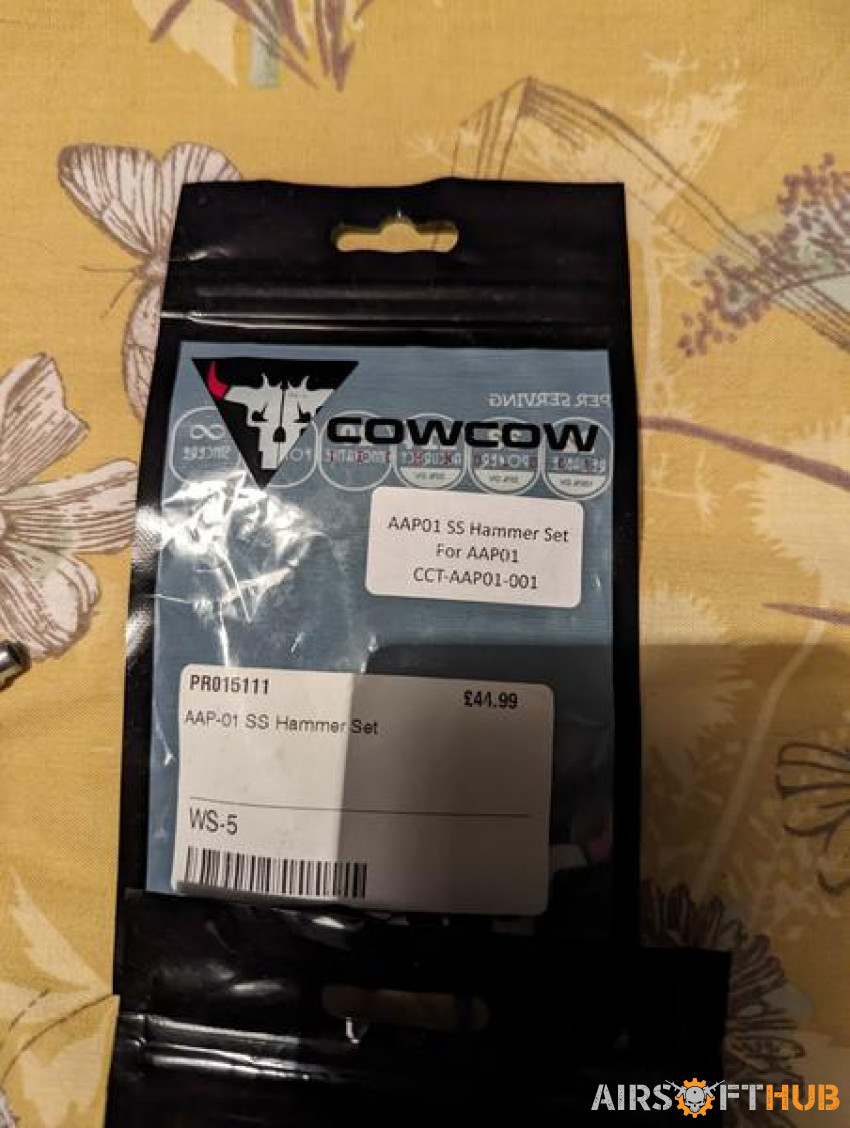 PER SERVING
COWCOW
SINCERE
AAP01 SS Hammer Set
For AAP01
CCT-AAP01-001
PR015111
£44.99
AAP-01 SS Hammer Set
WS-5
AIRSOFTHUB